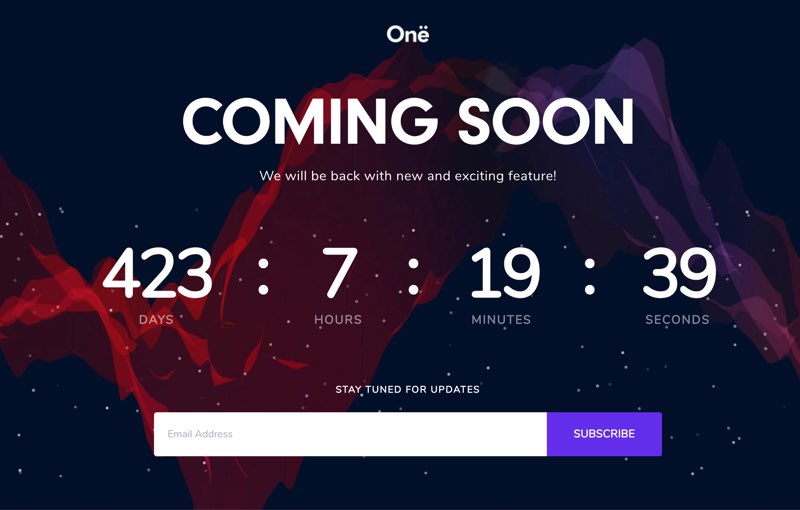 Onë
COMING SOON
We will be back with new and exciting feature!
423 : 7 : 19 : 39
DAYS HOURS MINUTES SECONDS
STAY TUNED FOR UPDATES
Email Address SUBSCRIBE